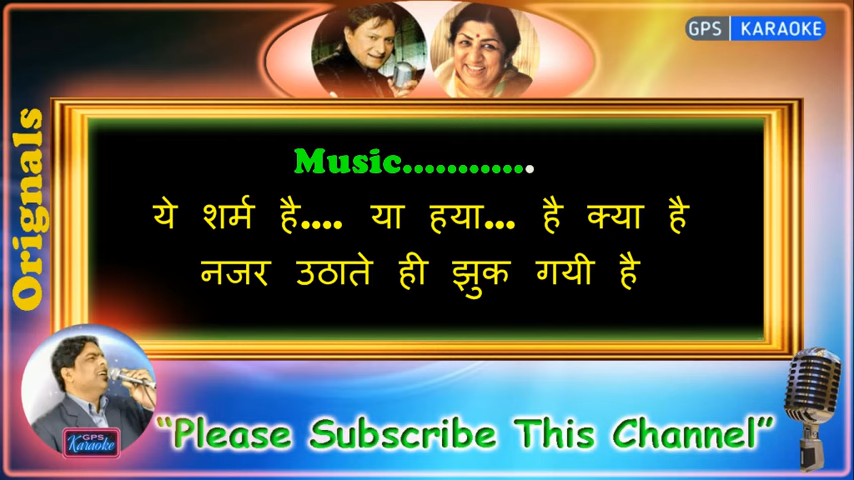 GPS | KARAOKE
Orignals
Music............
ये शर्म है.... या हया... है क्या है
नजर उठाते ही झुक गयी है
GPS
Karaoke
“Please Subscribe This Channel”